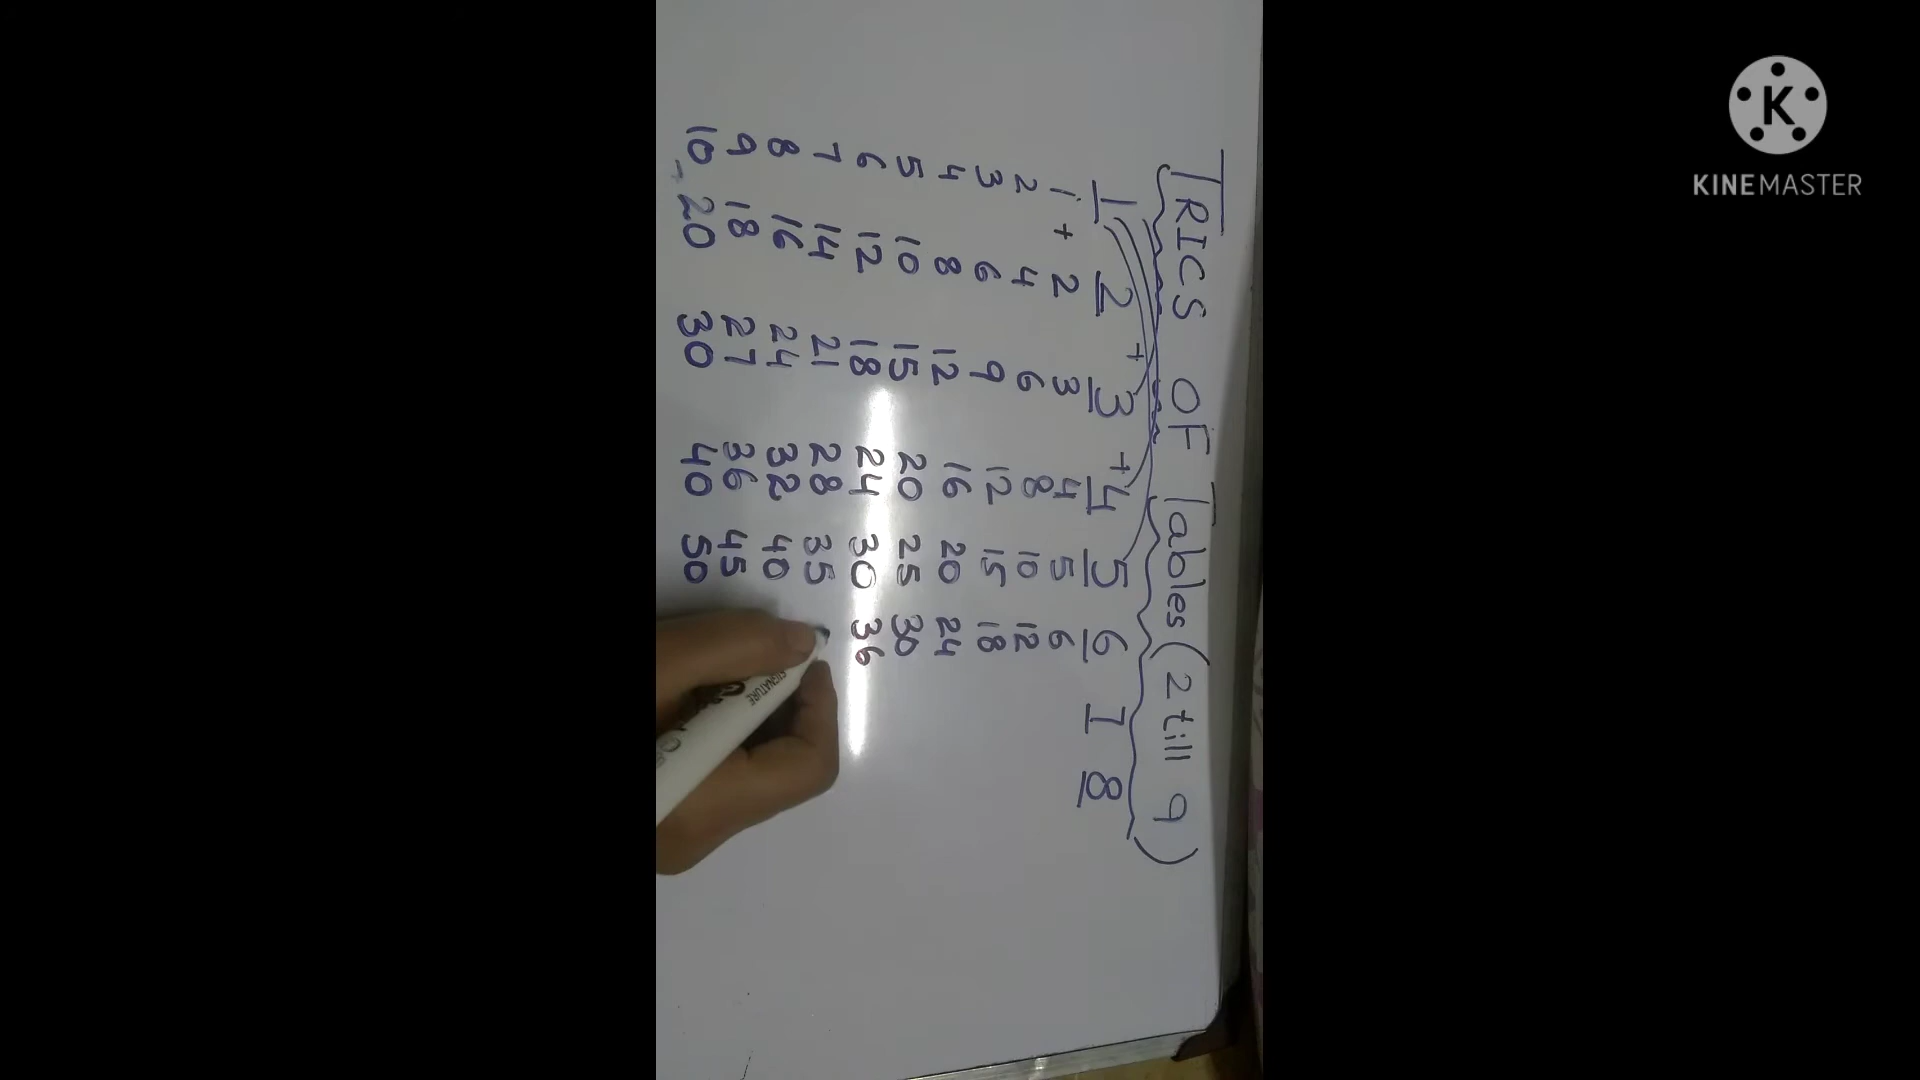 TRICS OF Tables (2 till 9)
1 2 + 3 + 4 5 6 7 8
1 + 2 3 4 5 6
2 4 6 8 10 12
3 6 9 12 15 18
4 8 12 16 20 24
5 10 15 20 25 30
6 12 18 24 30 36
7 14 21 28 35
8 16 24 32 40
9 18 27 36 45
10 20 30 40 50
SIGNATURE
KINEMASTER